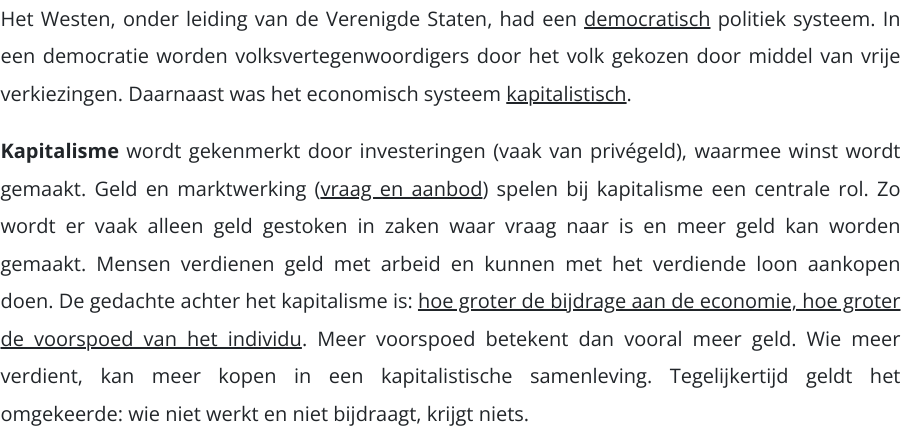 Het Westen, onder leiding van de Verenigde Staten, had een democratisch politiek systeem. In
een democratie worden volksvertegenwoordigers door het volk gekozen door middel van vrije
verkiezingen. Daarnaast was het economisch systeem kapitalistisch.
Kapitalisme wordt gekenmerkt door investeringen (vaak van privégeld), waarmee winst wordt
gemaakt. Geld en marktwerking (vraag en aanbod) spelen bij kapitalisme een centrale rol. Zo
wordt er vaak alleen geld gestoken in zaken waar vraag naar is en meer geld kan worden
gemaakt. Mensen verdienen geld met arbeid en kunnen met het verdiende loon aankopen
doen. De gedachte achter het kapitalisme is: hoe groter de bijdrage aan de economie, hoe groter
de voorspoed van het individu. Meer voorspoed betekent dan vooral meer geld. Wie meer
verdient, kan meer kopen in een kapitalistische samenleving. Tegelijkertijd geldt het
omgekeerde: wie niet werkt en niet bijdraagt, krijgt niets.